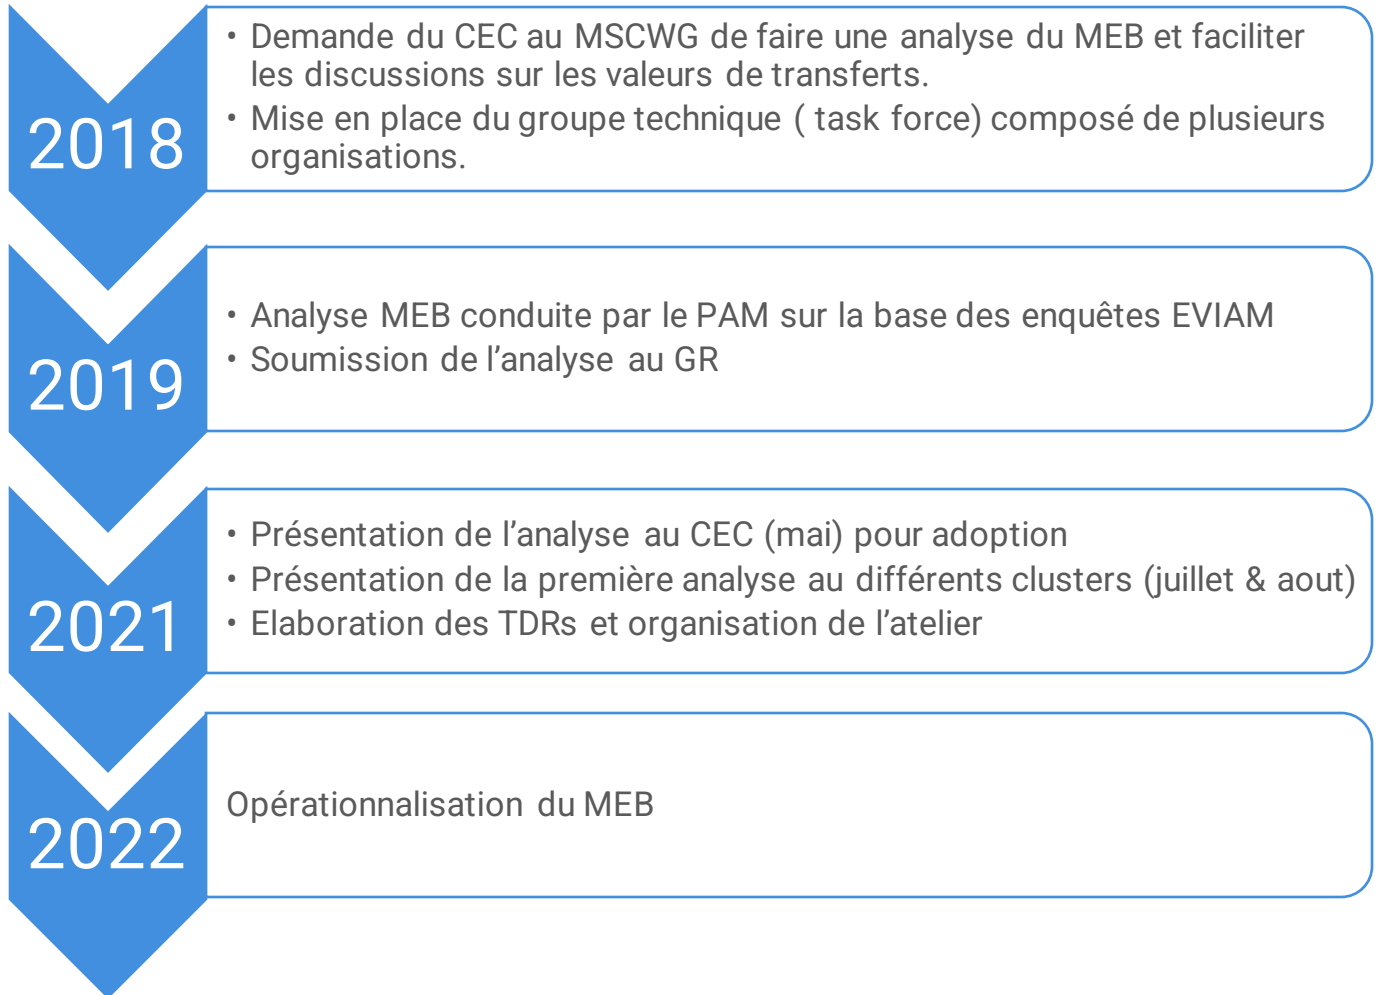 2018
• Demande du CEC au MSCWG de faire une analyse du MEB et faciliter
les discussions sur les valeurs de transferts.
• Mise en place du groupe technique ( task force) composé de plusieurs
organisations.
2019
• Analyse MEB conduite par le PAM sur la base des enquêtes EVIAM
• Soumission de l’analyse au GR
2021
• Présentation de l’analyse au CEC (mai) pour adoption
• Présentation de la première analyse au différents clusters (juillet & aout)
• Elaboration des TDRs et organisation de l’atelier
2022
Opérationnalisation du MEB